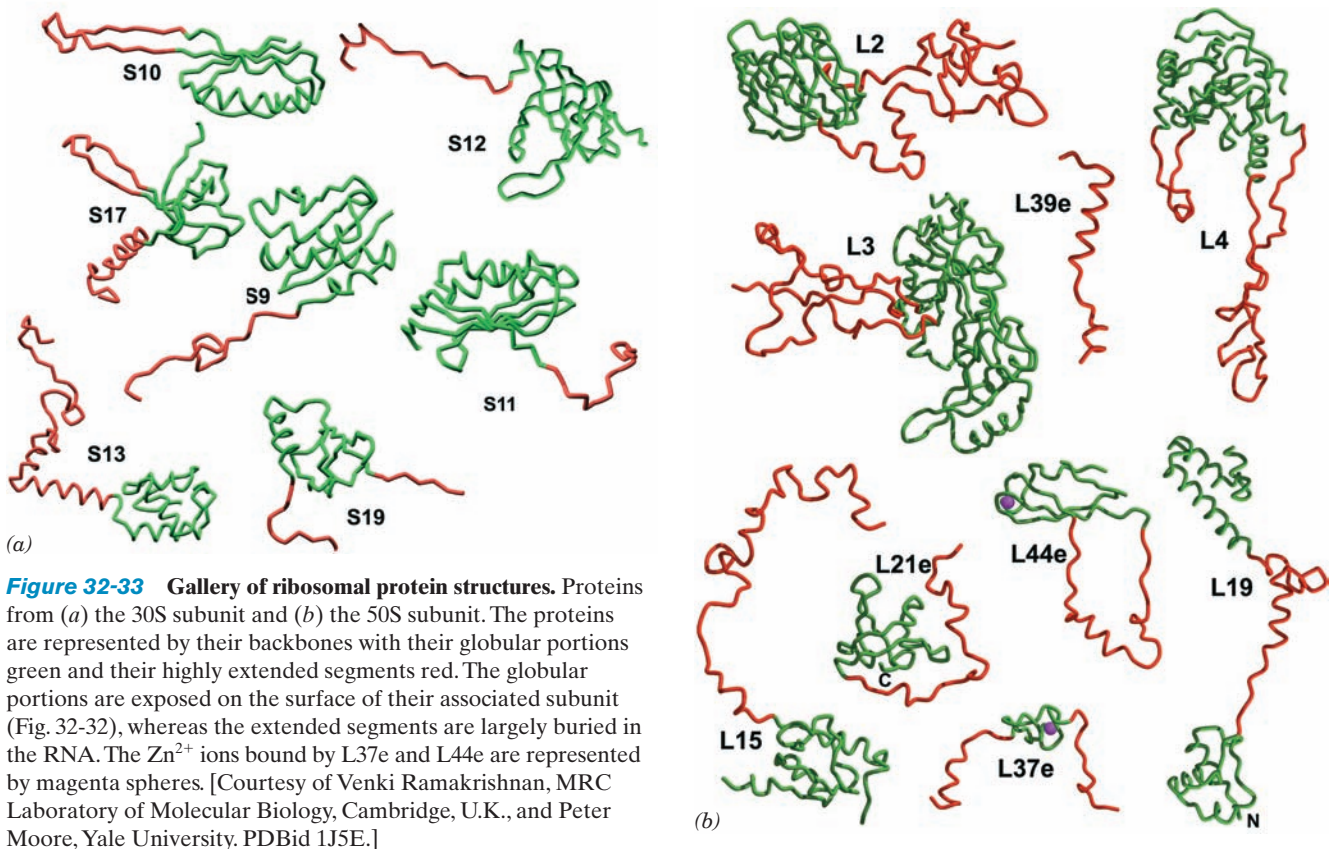 S10
S12
S17
S9
S11
S13
S19
(a)
Figure 32-33 Gallery of ribosomal protein structures. Proteins
from (a) the 30S subunit and (b) the 50S subunit. The proteins
are represented by their backbones with their globular portions
green and their highly extended segments red. The globular
portions are exposed on the surface of their associated subunit
(Fig. 32-32), whereas the extended segments are largely buried in
the RNA. The Zn²⁺ ions bound by L37e and L44e are represented
by magenta spheres. [Courtesy of Venki Ramakrishnan, MRC
Laboratory of Molecular Biology, Cambridge, U.K., and Peter
Moore, Yale University. PDBid 1J5E.]
L2
L39e
L3
L4
L44e
L21e
L19
C
L15
L37e
N
(b)